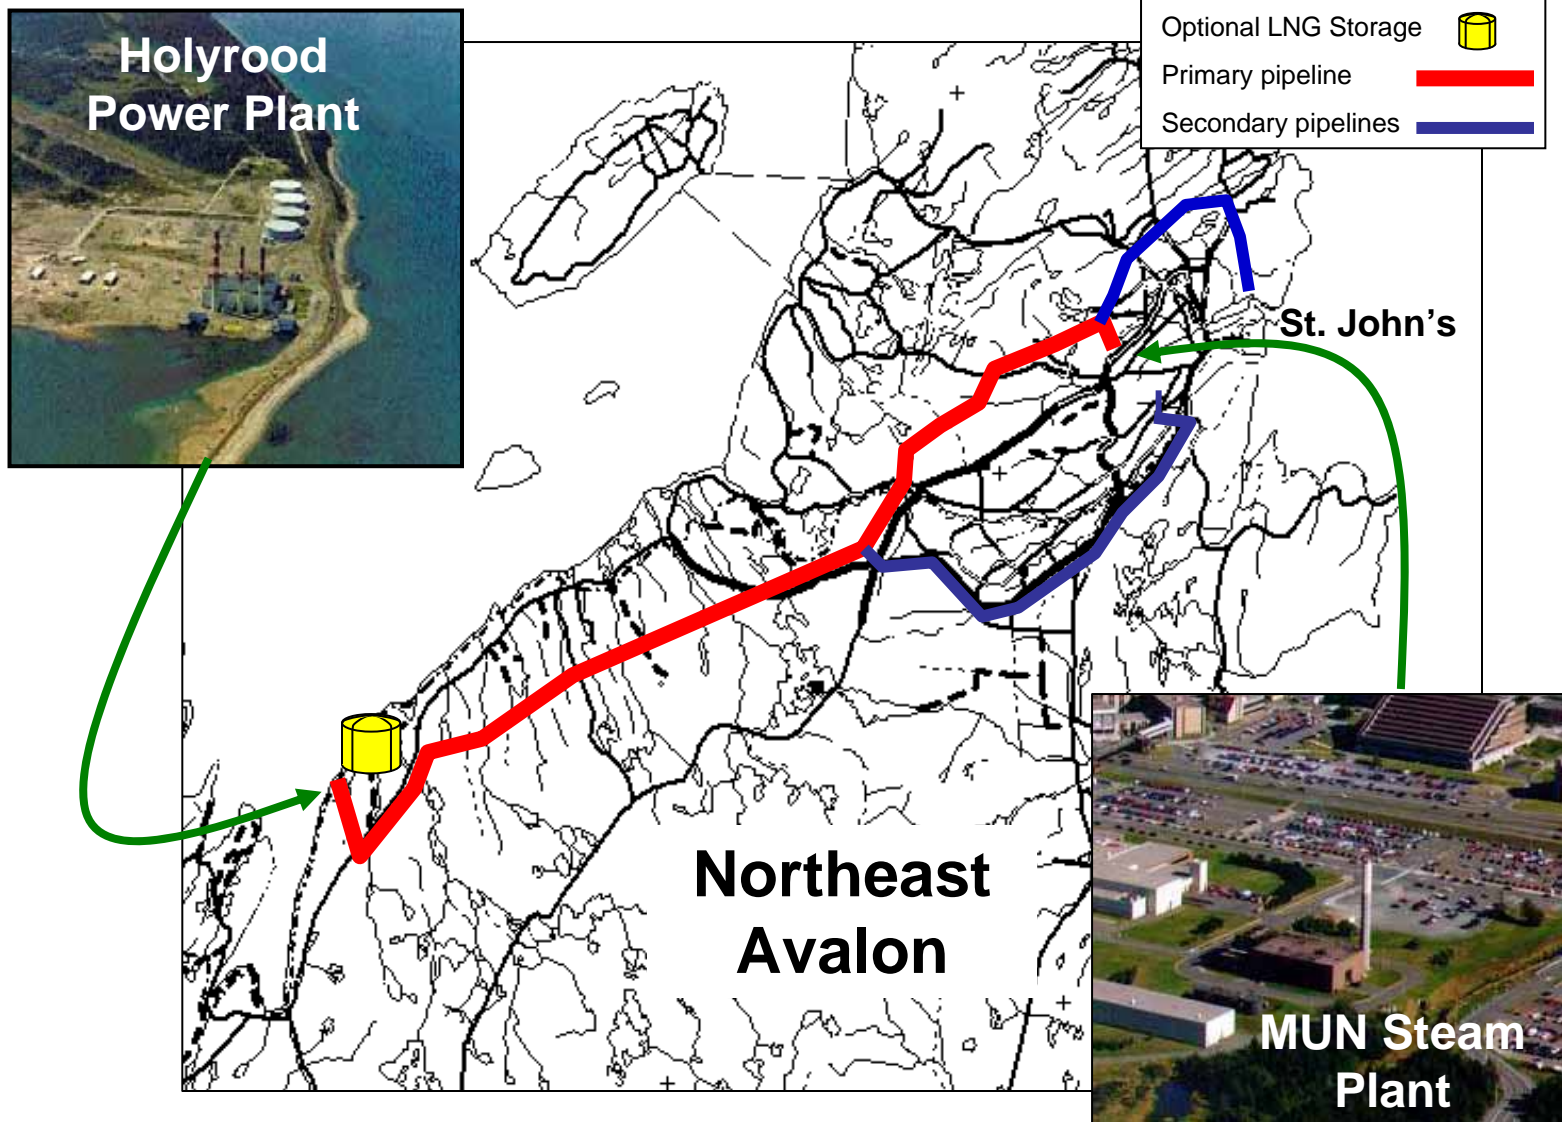 Holyrood
Power Plant
Optional LNG Storage
Primary pipeline
Secondary pipelines
St. John’s
Northeast
Avalon
MUN Steam
Plant